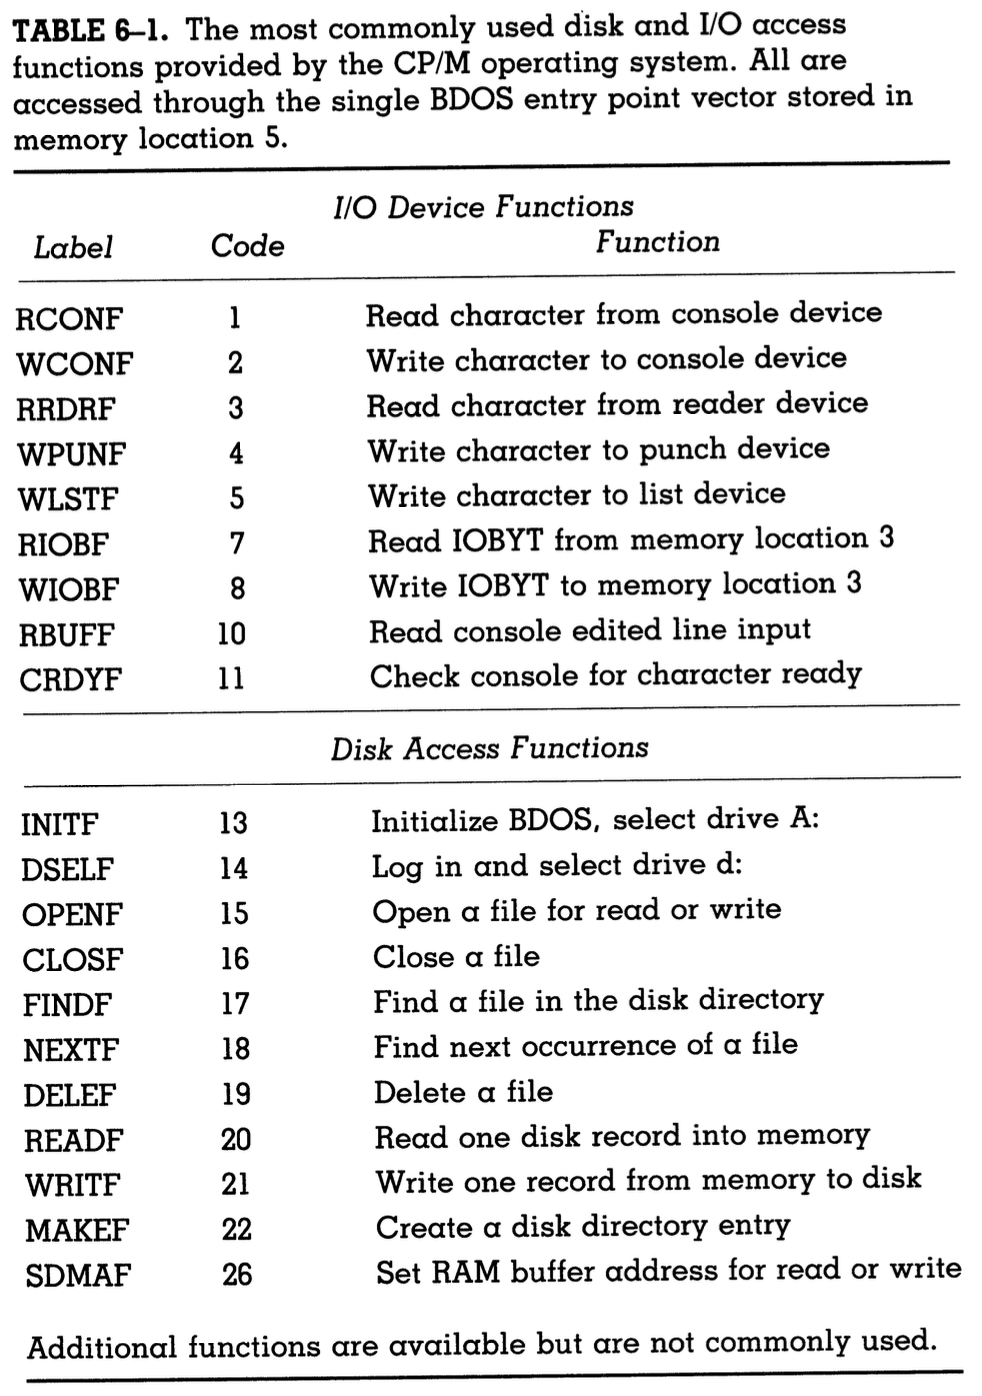 TABLE 6–1. The most commonly used disk and I/O access
functions provided by the CP/M operating system. All are
accessed through the single BDOS entry point vector stored in
memory location 5.
I/O Device Functions
Label Code Function
RCONF 1 Read character from console device
WCONF 2 Write character to console device
RRDRF 3 Read character from reader device
WPUNF 4 Write character to punch device
WLSTF 5 Write character to list device
RIOBF 7 Read IOBYT from memory location 3
WIOBF 8 Write IOBYT to memory location 3
RBUFF 10 Read console edited line input
CRDYF 11 Check console for character ready
Disk Access Functions
INITF 13 Initialize BDOS, select drive A:
DSELF 14 Log in and select drive d:
OPENF 15 Open a file for read or write
CLOSF 16 Close a file
FINDF 17 Find a file in the disk directory
NEXTF 18 Find next occurrence of a file
DELEF 19 Delete a file
READF 20 Read one disk record into memory
WRITF 21 Write one record from memory to disk
MAKEF 22 Create a disk directory entry
SDMAF 26 Set RAM buffer address for read or write
Additional functions are available but are not commonly used.